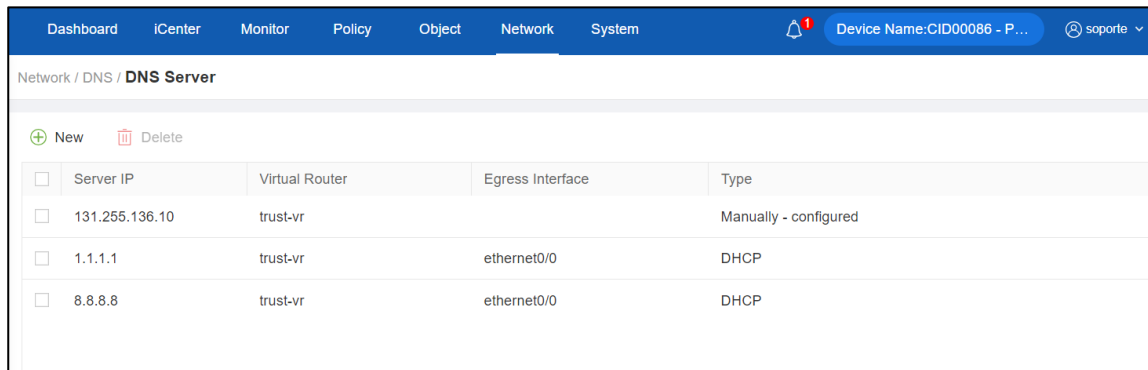 Dashboard iCenter Monitor Policy Object Network System 1 Device Name:CID00086 - P... soporte
Network / DNS / DNS Server
New Delete
Server IP Virtual Router Egress Interface Type
131.255.136.10 trust-vr Manually - configured
1.1.1.1 trust-vr ethernet0/0 DHCP
8.8.8.8 trust-vr ethernet0/0 DHCP